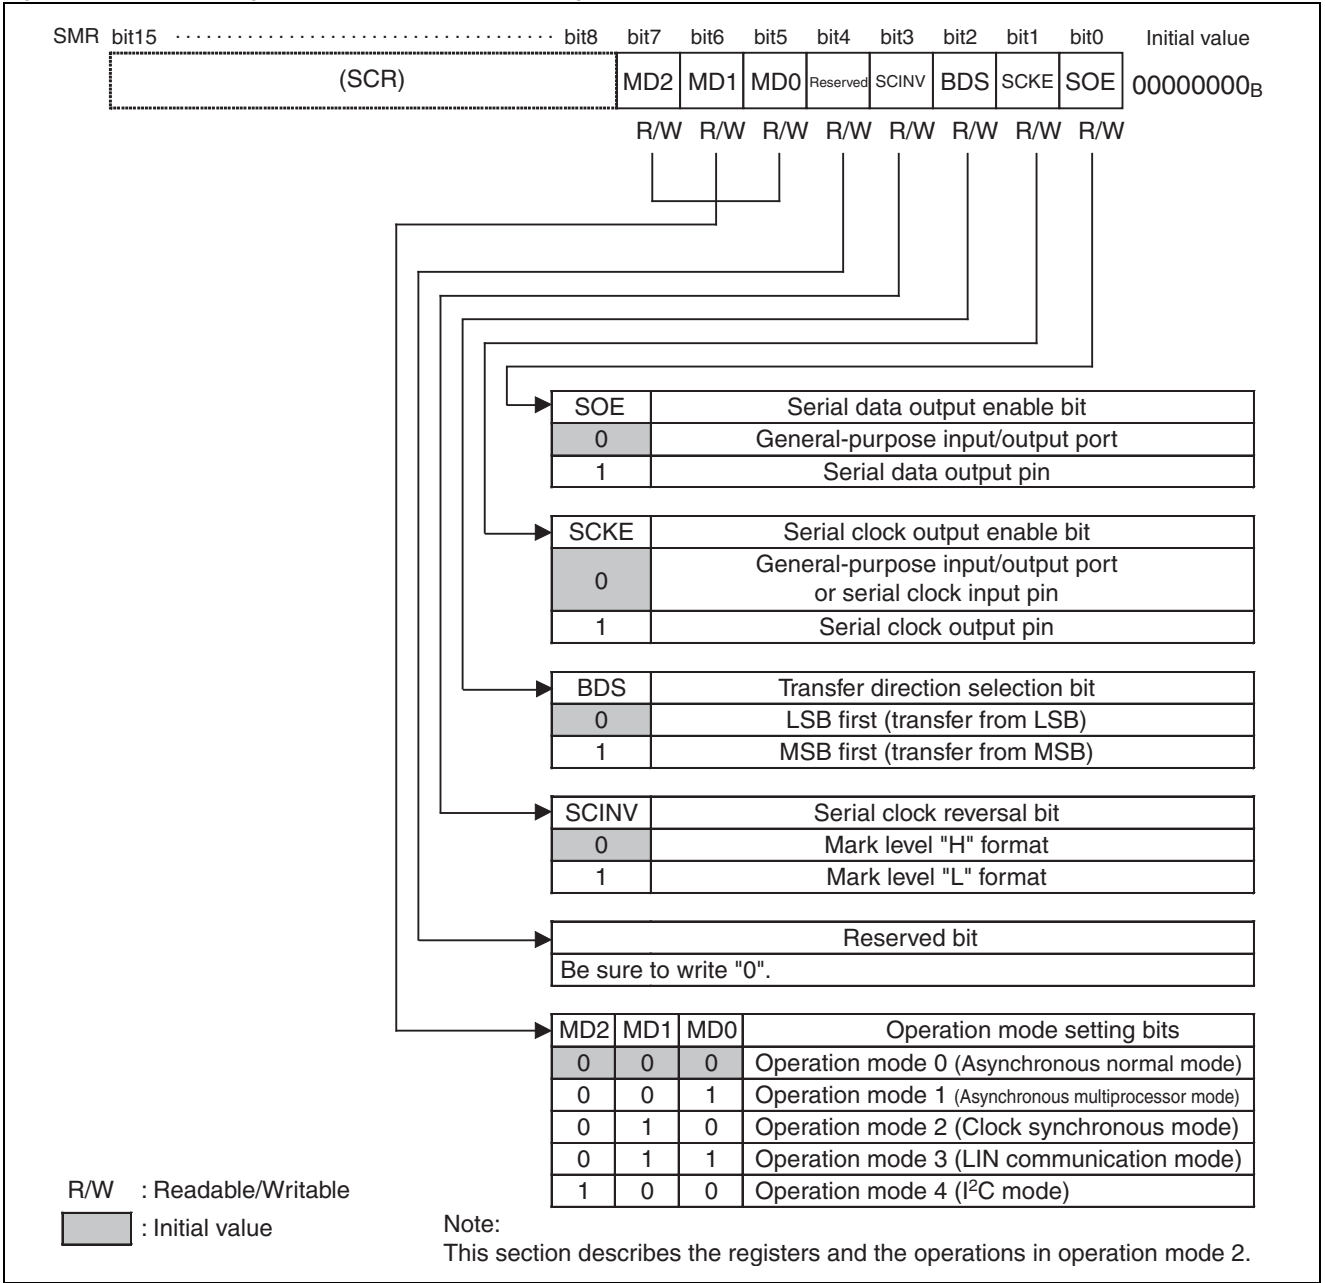 SMR bit15 ····································· bit8 bit7 bit6 bit5 bit4 bit3 bit2 bit1 bit0 Initial value
(SCR) MD2 MD1 MD0 Reserved SCINV BDS SCKE SOE 00000000B
R/W R/W R/W R/W R/W R/W R/W R/W
SOE Serial data output enable bit
0 General-purpose input/output port
1 Serial data output pin
SCKE Serial clock output enable bit
0 General-purpose input/output port
or serial clock input pin
1 Serial clock output pin
BDS Transfer direction selection bit
0 LSB first (transfer from LSB)
1 MSB first (transfer from MSB)
SCINV Serial clock reversal bit
0 Mark level "H" format
1 Mark level "L" format
Reserved bit
Be sure to write "0".
MD2 MD1 MD0 Operation mode setting bits
0 0 0 Operation mode 0 (Asynchronous normal mode)
0 0 1 Operation mode 1 (Asynchronous multiprocessor mode)
0 1 0 Operation mode 2 (Clock synchronous mode)
0 1 1 Operation mode 3 (LIN communication mode)
1 0 0 Operation mode 4 (I²C mode)
R/W : Readable/Writable
: Initial value
Note:
This section describes the registers and the operations in operation mode 2.